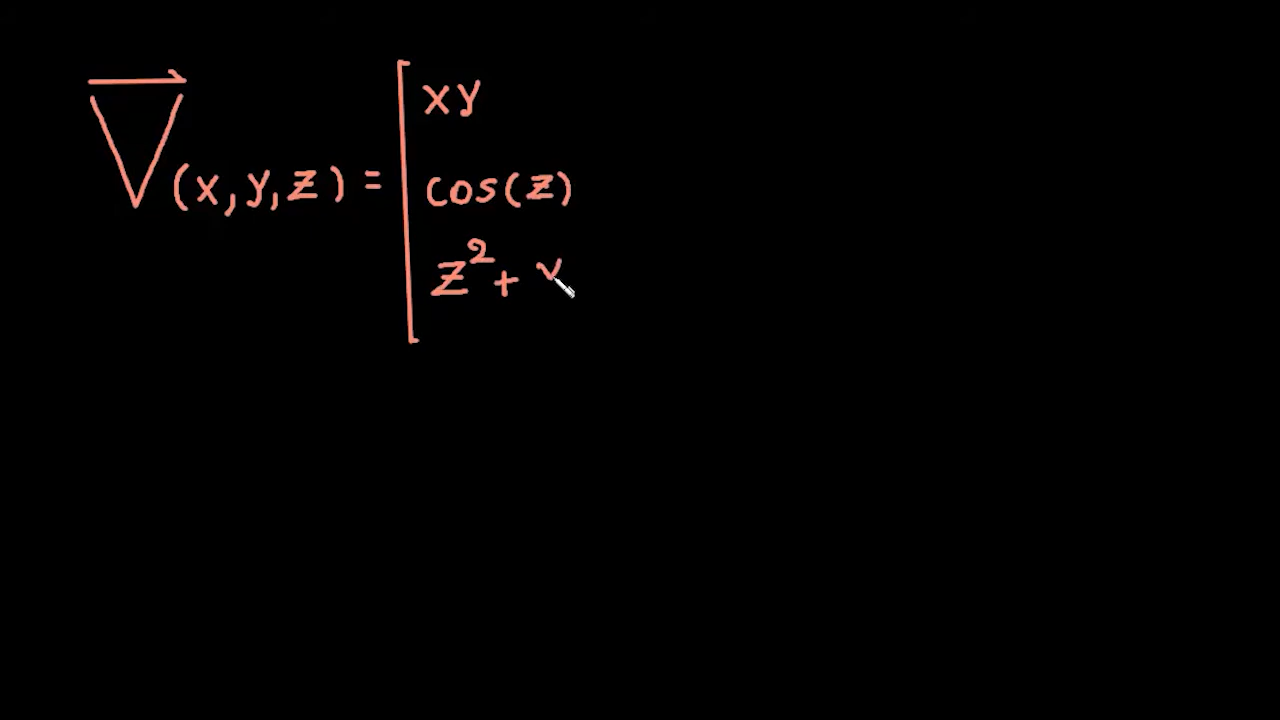 V⃗(x,y,z) = [ xy
cos(z)
z² + y